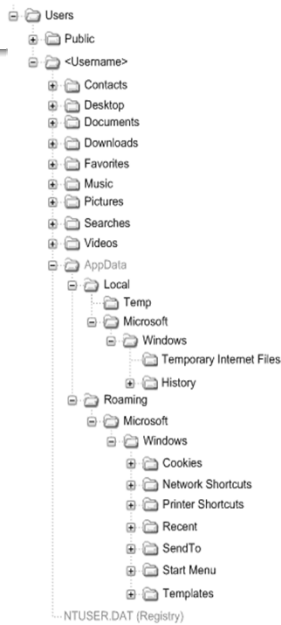 Users
Public
<Username>
Contacts
Desktop
Documents
Downloads
Favorites
Music
Pictures
Searches
Videos
AppData
Local
Temp
Microsoft
Windows
Temporary Internet Files
History
Roaming
Microsoft
Windows
Cookies
Network Shortcuts
Printer Shortcuts
Recent
SendTo
Start Menu
Templates
NTUSER.DAT (Registry)